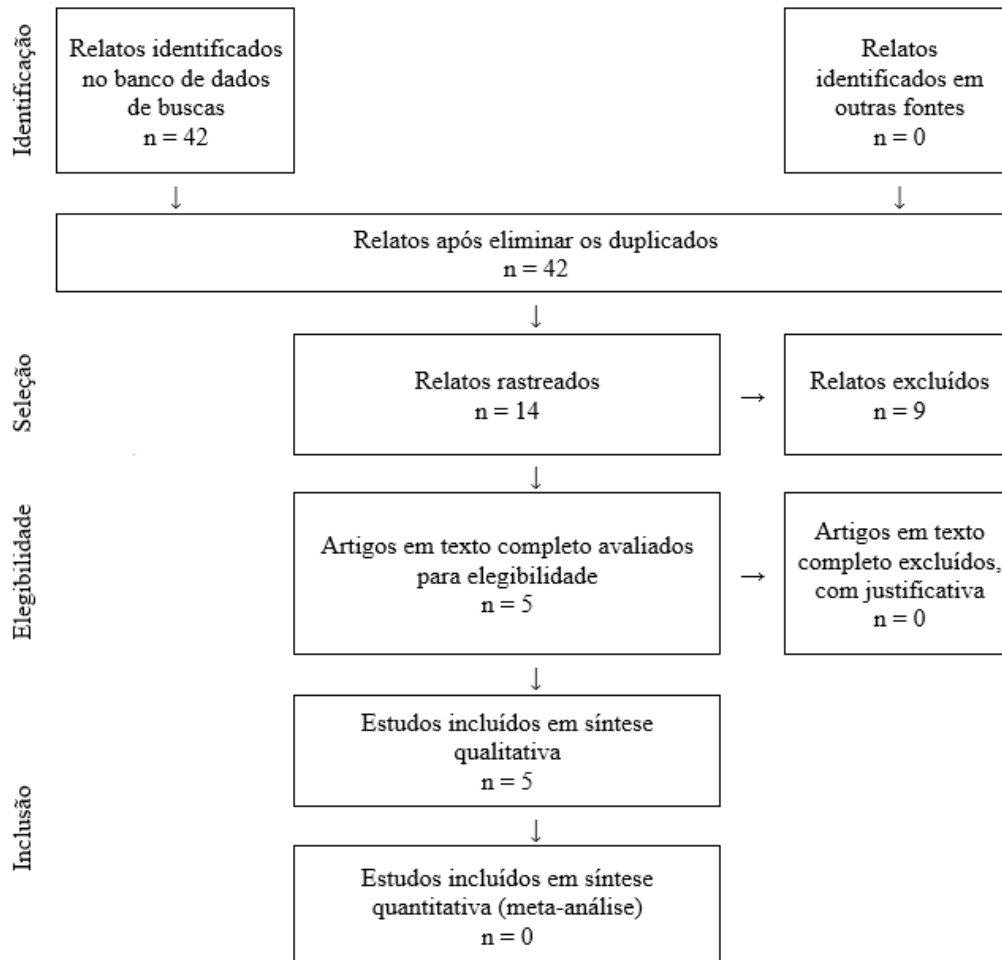 Identificação
Relatos identificados
no banco de dados
de buscas
n = 42
Relatos
identificados em
outras fontes
n = 0
↓
↓
Relatos após eliminar os duplicados
n = 42
↓
Seleção
Relatos rastreados
n = 14
→
Relatos excluídos
n = 9
↓
Elegibilidade
Artigos em texto completo avaliados
para elegibilidade
n = 5
→
Artigos em texto
completo excluídos,
com justificativa
n = 0
↓
Inclusão
Estudos incluídos em síntese
qualitativa
n = 5
↓
Estudos incluídos em síntese
quantitativa (meta-análise)
n = 0